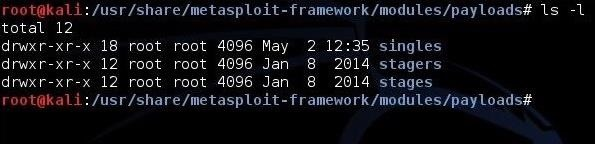 root@kali:/usr/share/metasploit-framework/modules/payloads# ls -l
total 12
drwxr-xr-x 18 root root 4096 May  2 12:35 singles
drwxr-xr-x 12 root root 4096 Jan  8  2014 stagers
drwxr-xr-x 12 root root 4096 Jan  8  2014 stages
root@kali:/usr/share/metasploit-framework/modules/payloads#